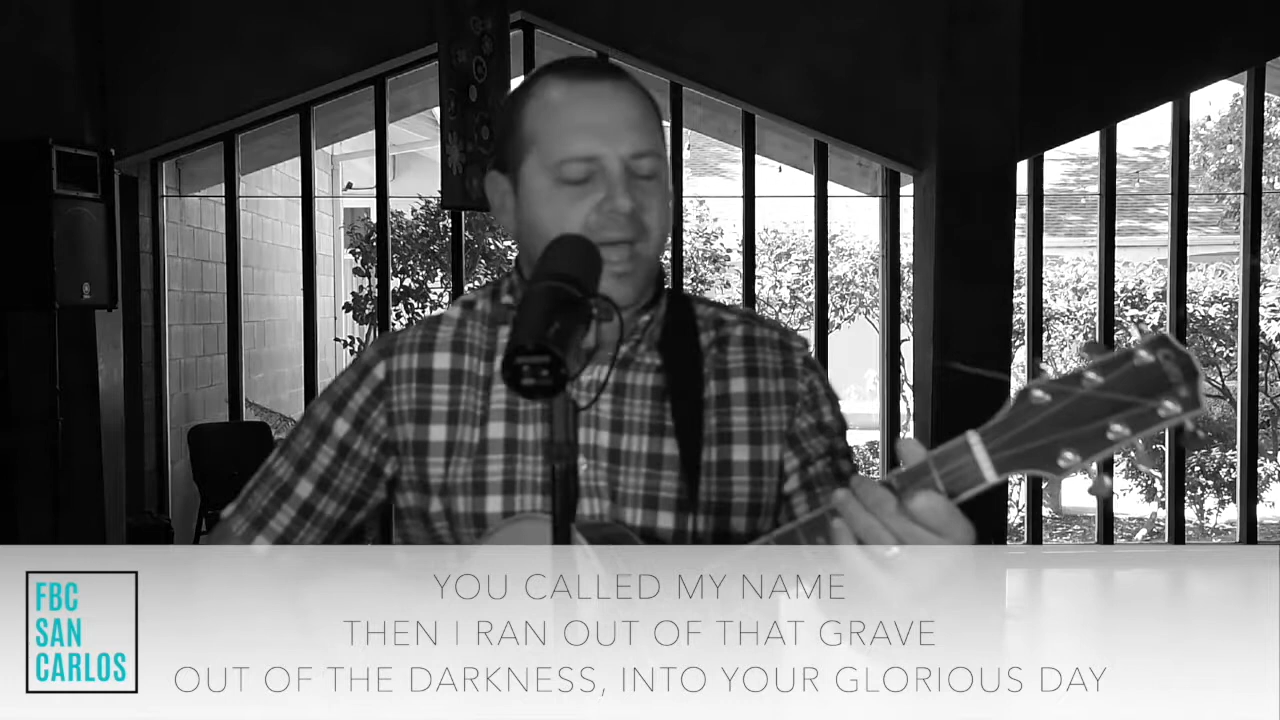 YOU CALLED MY NAME
THEN I RAN OUT OF THAT GRAVE
OUT OF THE DARKNESS, INTO YOUR GLORIOUS DAY
FBC
SAN
CARLOS